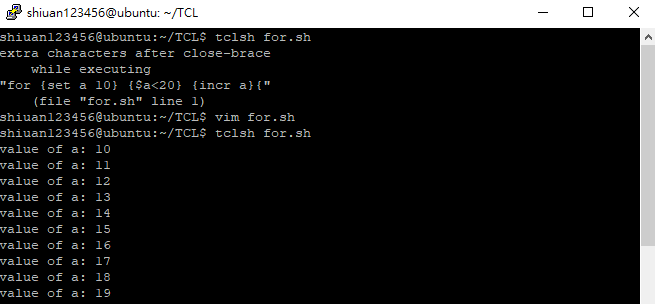 shiuan123456@ubuntu: ~/TCL
shiuan123456@ubuntu:~/TCL$ tclsh for.sh
extra characters after close-brace
    while executing
"for {set a 10} {$a<20} {incr a}{"
    (file "for.sh" line 1)
shiuan123456@ubuntu:~/TCL$ vim for.sh
shiuan123456@ubuntu:~/TCL$ tclsh for.sh
value of a: 10
value of a: 11
value of a: 12
value of a: 13
value of a: 14
value of a: 15
value of a: 16
value of a: 17
value of a: 18
value of a: 19